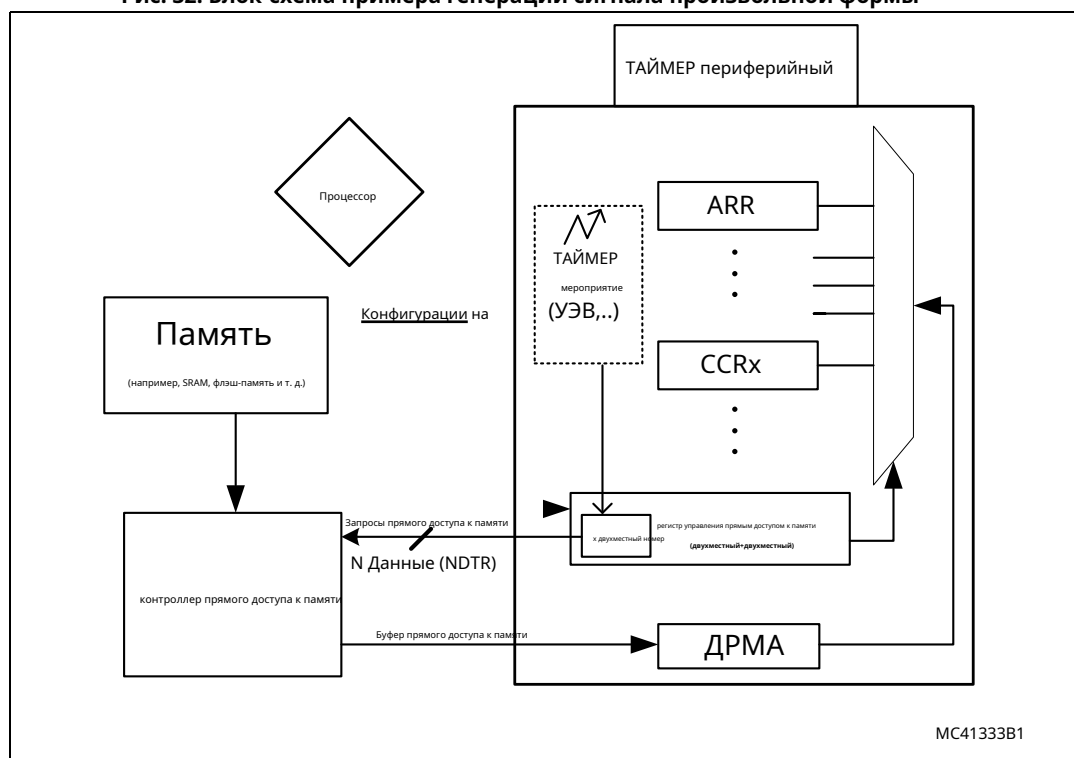 Рис. 32. Блок-схема примера генерации сигнала произвольной формы
ТАЙМЕР периферийный
Процессор
ARR
ТАЙМЕР
мероприятие
(УЭВ,..)
Конфигурации на
Память
(например, SRAM, флэш-память и т. д.)
CCRx
Запросы прямого доступа к памяти
х двухместный номер
регистр управления прямым доступом к памяти
(двухместный+двухместный)
N Данные (NDTR)
контроллер прямого доступа к памяти
Буфер прямого доступа к памяти
ДРМА
MC41333B1